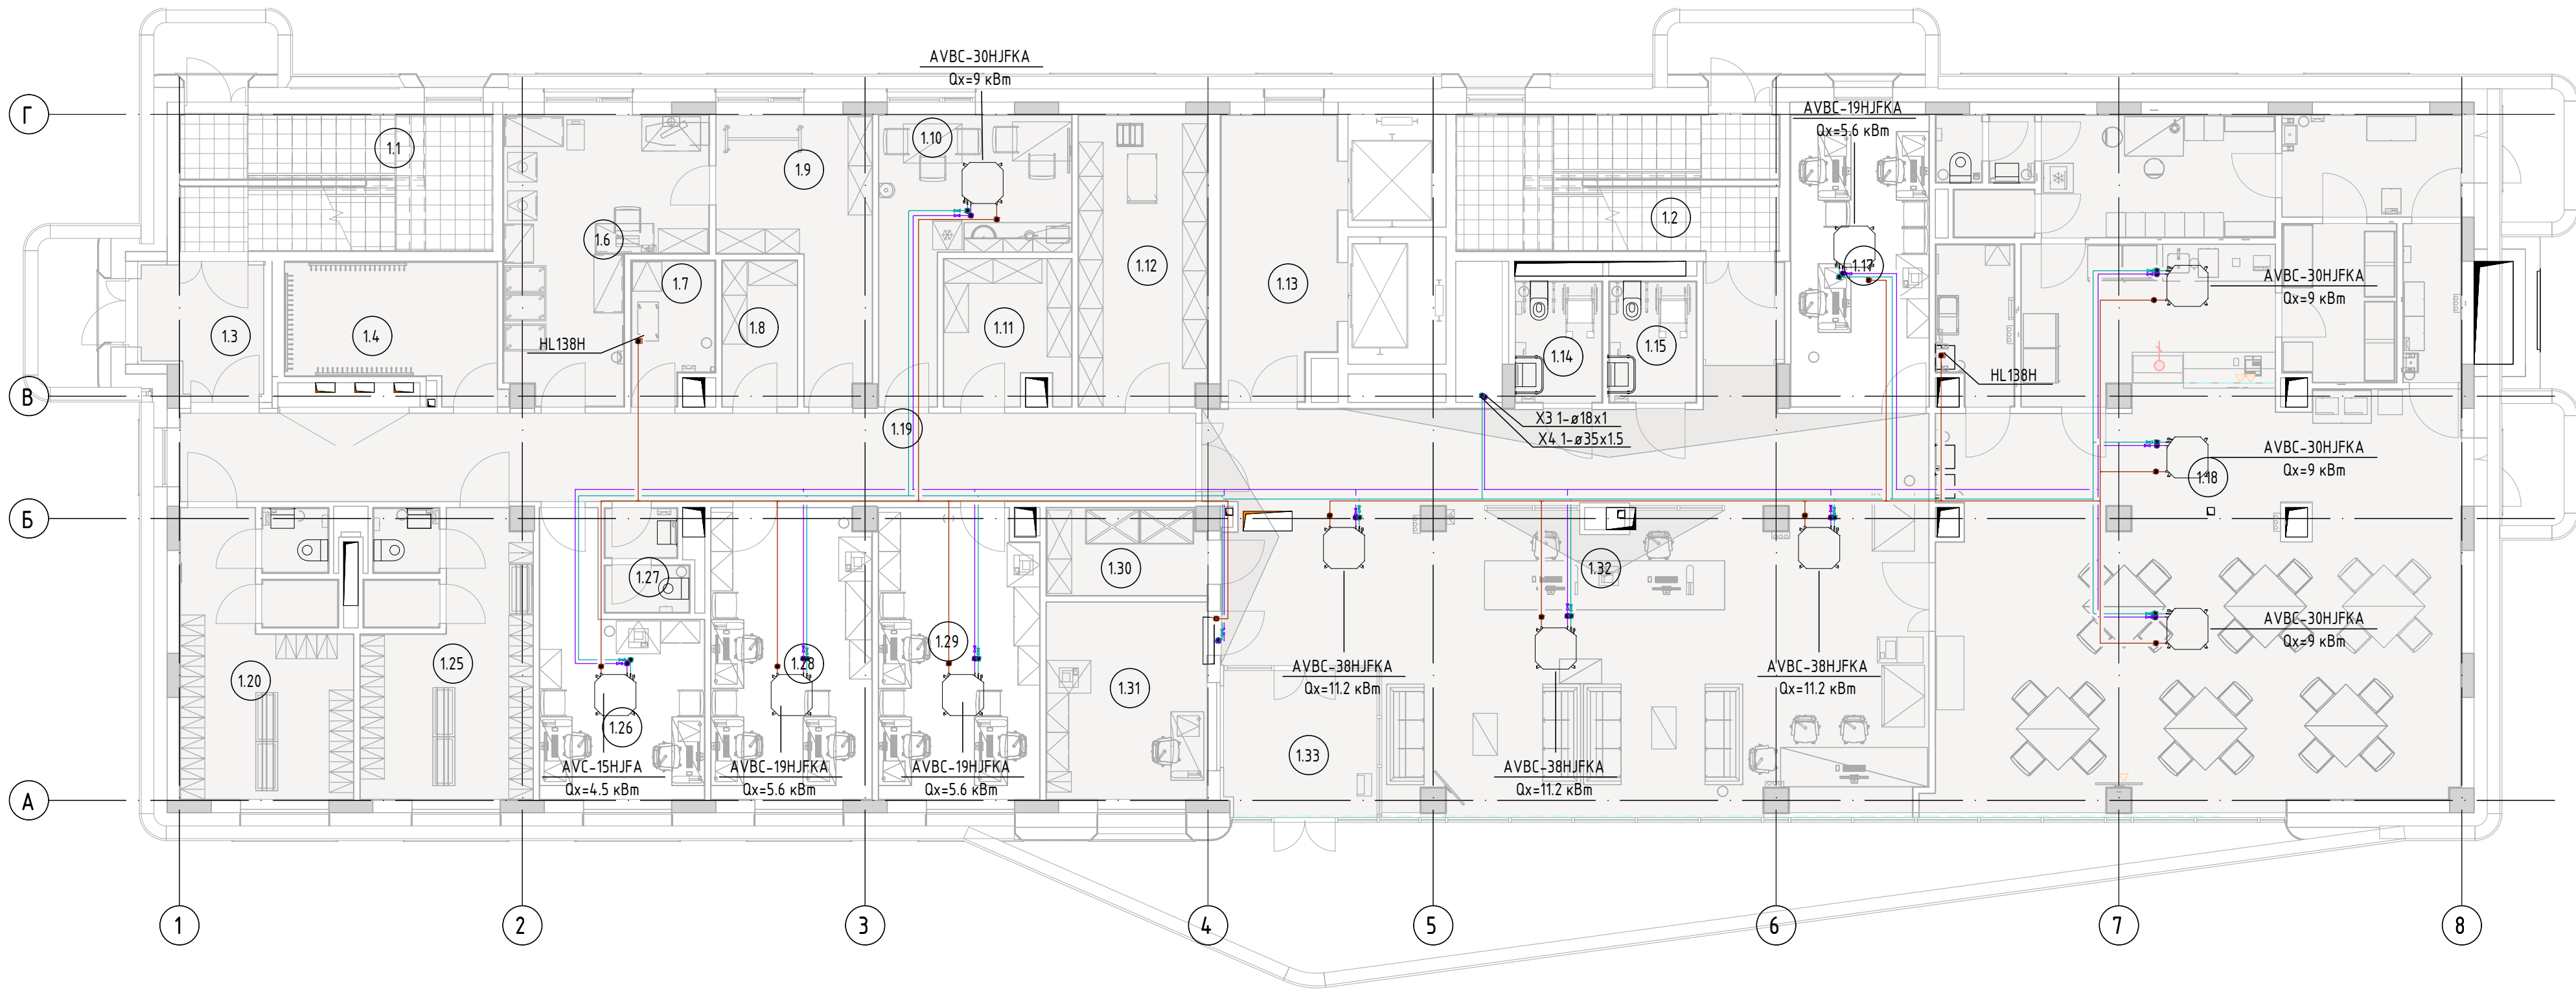 AVBC-30HJFKA
Qx=9 кВт
AVBC-19HJFKA
Qx=5.6 кВт
Г
1.1
1.10
1.9
1.2
1.6
1.12
1.17
1.7
1.13
AVBC-30HJFKA
Qx=9 кВт
1.3
1.4
1.8
1.11
1.14
1.15
HL138H
HL138H
В
1.19
X3 1-ø18x1
X4 1-ø35x1.5
AVBC-30HJFKA
Qx=9 кВт
1.18
Б
1.27
1.30
1.32
AVBC-30HJFKA
Qx=9 кВт
1.20
1.25
1.28
1.29
1.31
AVBC-38HJFKA
Qx=11.2 кВт
AVBC-38HJFKA
Qx=11.2 кВт
1.26
1.33
AVC-15HJFA
Qx=4.5 кВт
AVBC-19HJFKA
Qx=5.6 кВт
AVBC-19HJFKA
Qx=5.6 кВт
AVBC-38HJFKA
Qx=11.2 кВт
А
1
2
3
4
5
6
7
8